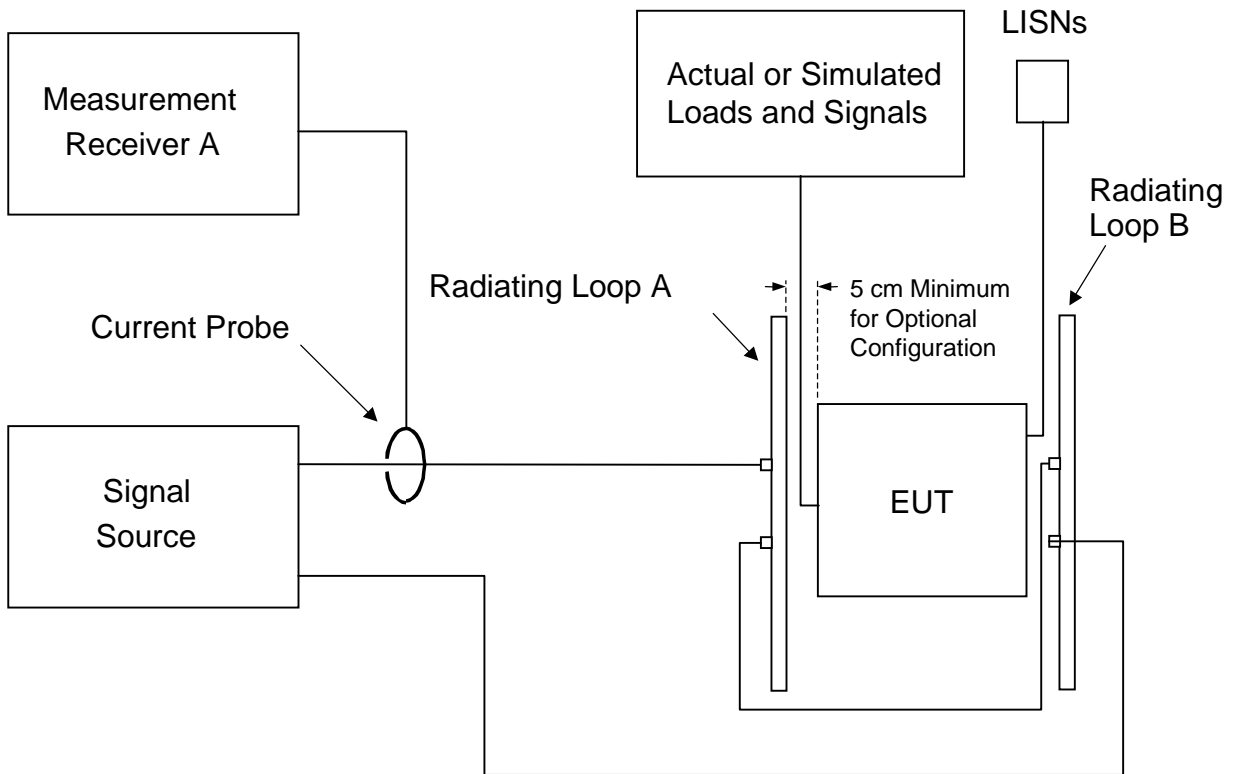 LISNs
Actual or Simulated
Loads and Signals
Measurement
Receiver A
Radiating
Loop B
Radiating Loop A
5 cm Minimum
for Optional
Configuration
Current Probe
Signal
Source
EUT